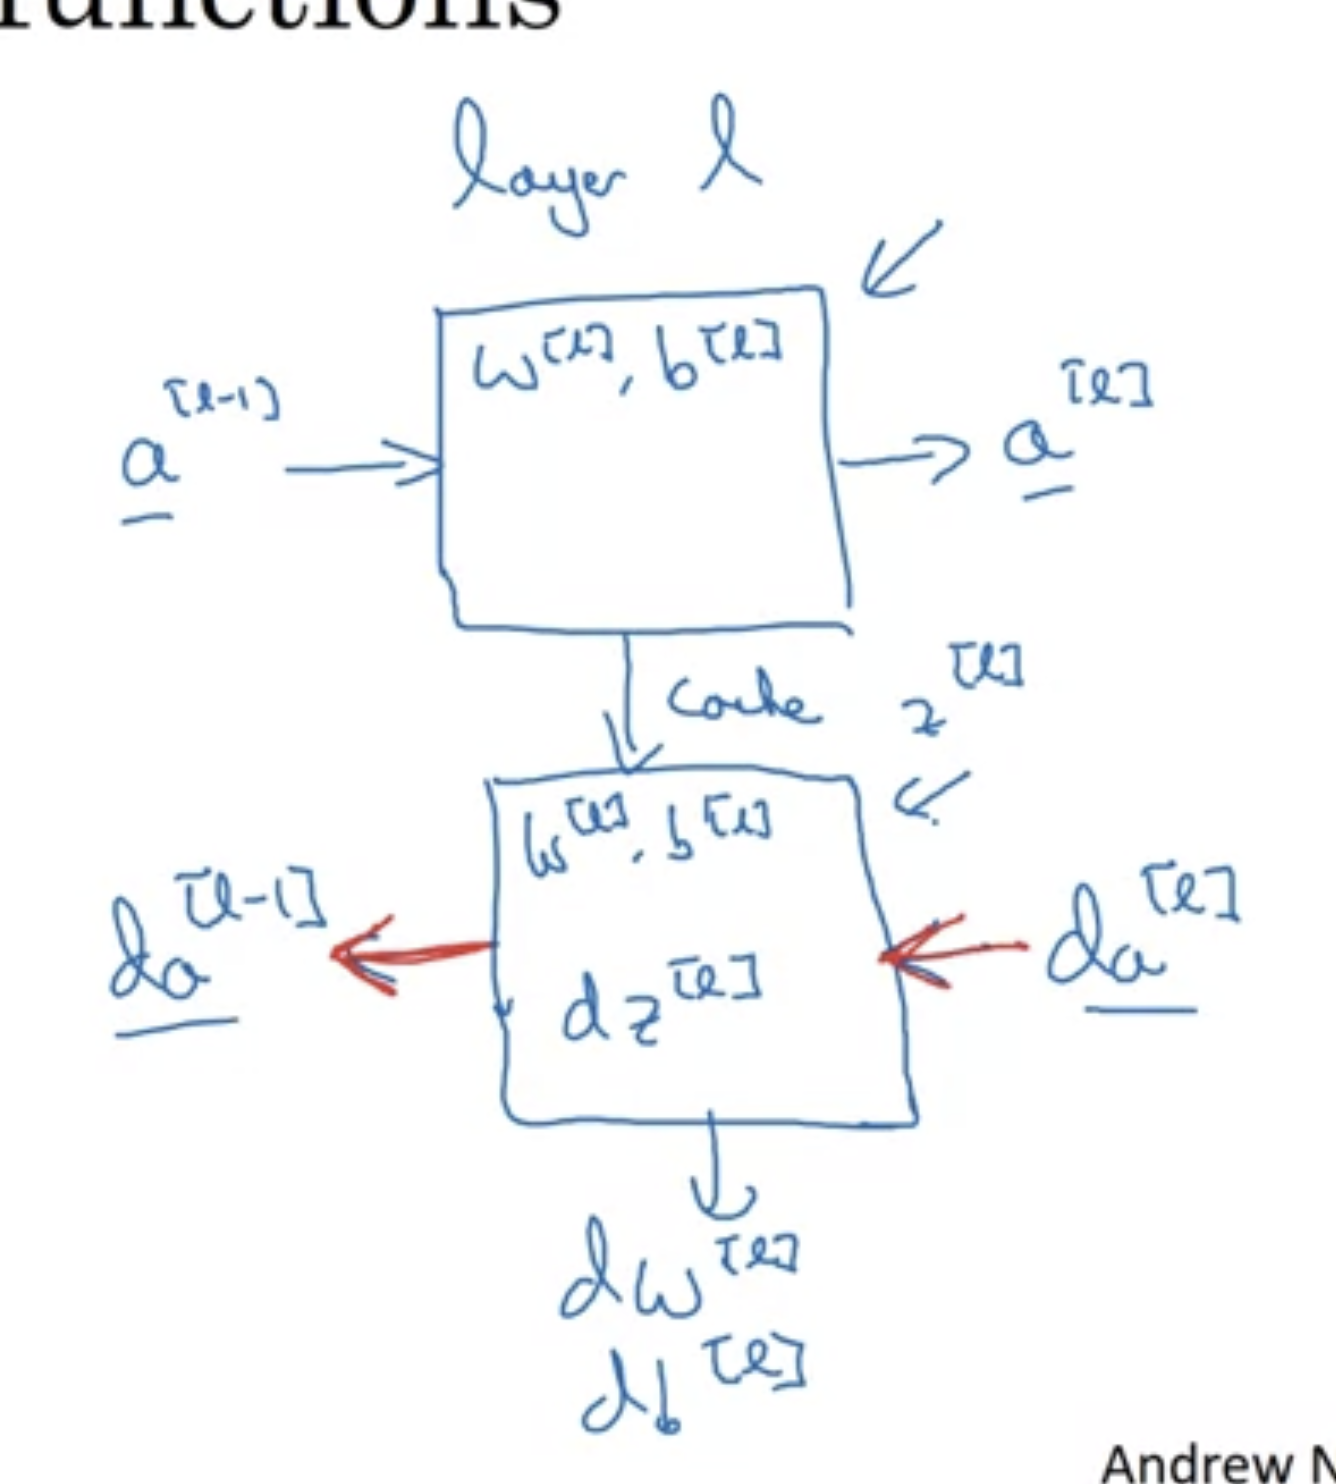 functions
layer l
W^[l], b^[l]
a^[l-1]
a^[l]
cache z^[l]
W^[l], b^[l]
da^[l-1]
da^[l]
dz^[l]
dW^[l]
db^[l]
Andrew N